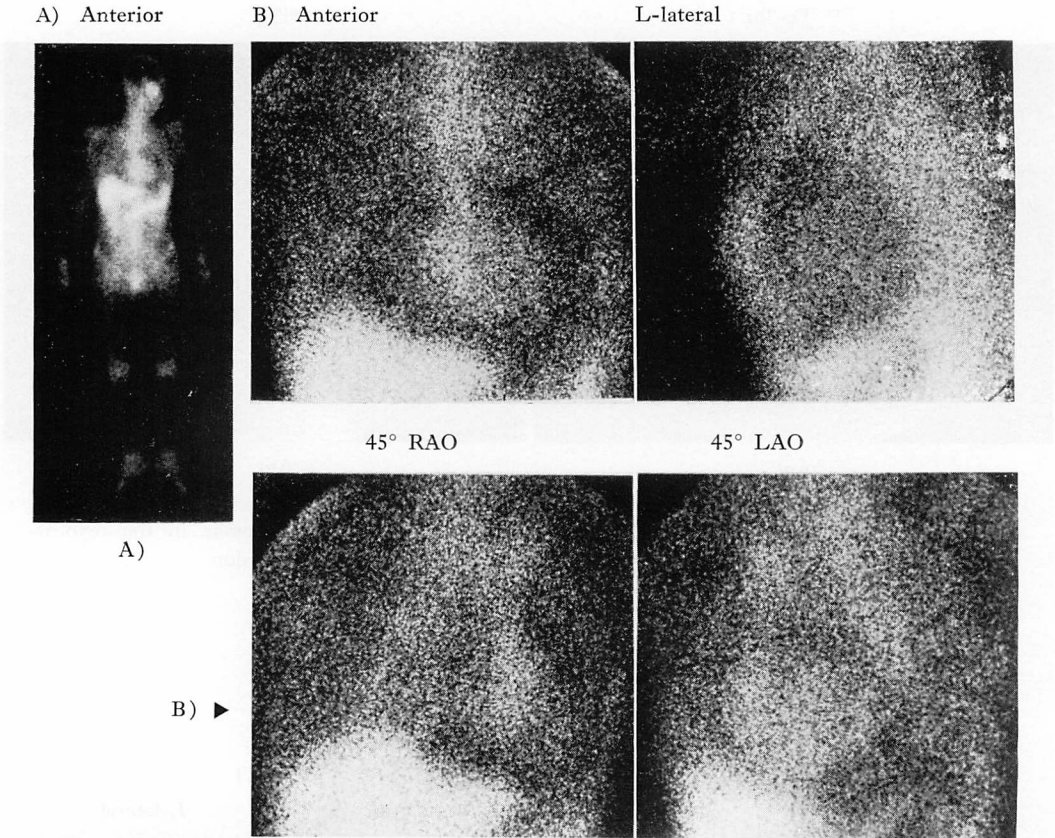 A) Anterior
B) Anterior
L-lateral
45° RAO
45° LAO
A)
B) ▶